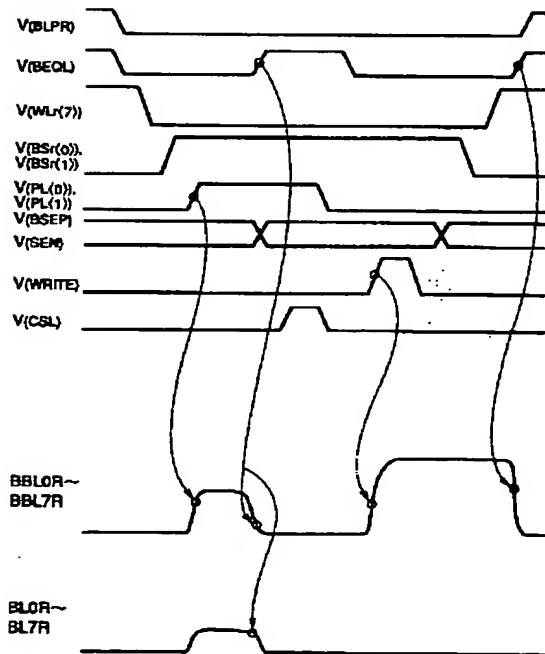 V(BLPR)
V(BEQL)
V(WLr(7))
V(BSr(0)),
V(BSr(1))
V(PL(0)),
V(PL(1))
V(BSEP)
V(SEN)
V(WRITE)
V(CSL)
BBL0R~
BBL7R
BL0R~
BL7R